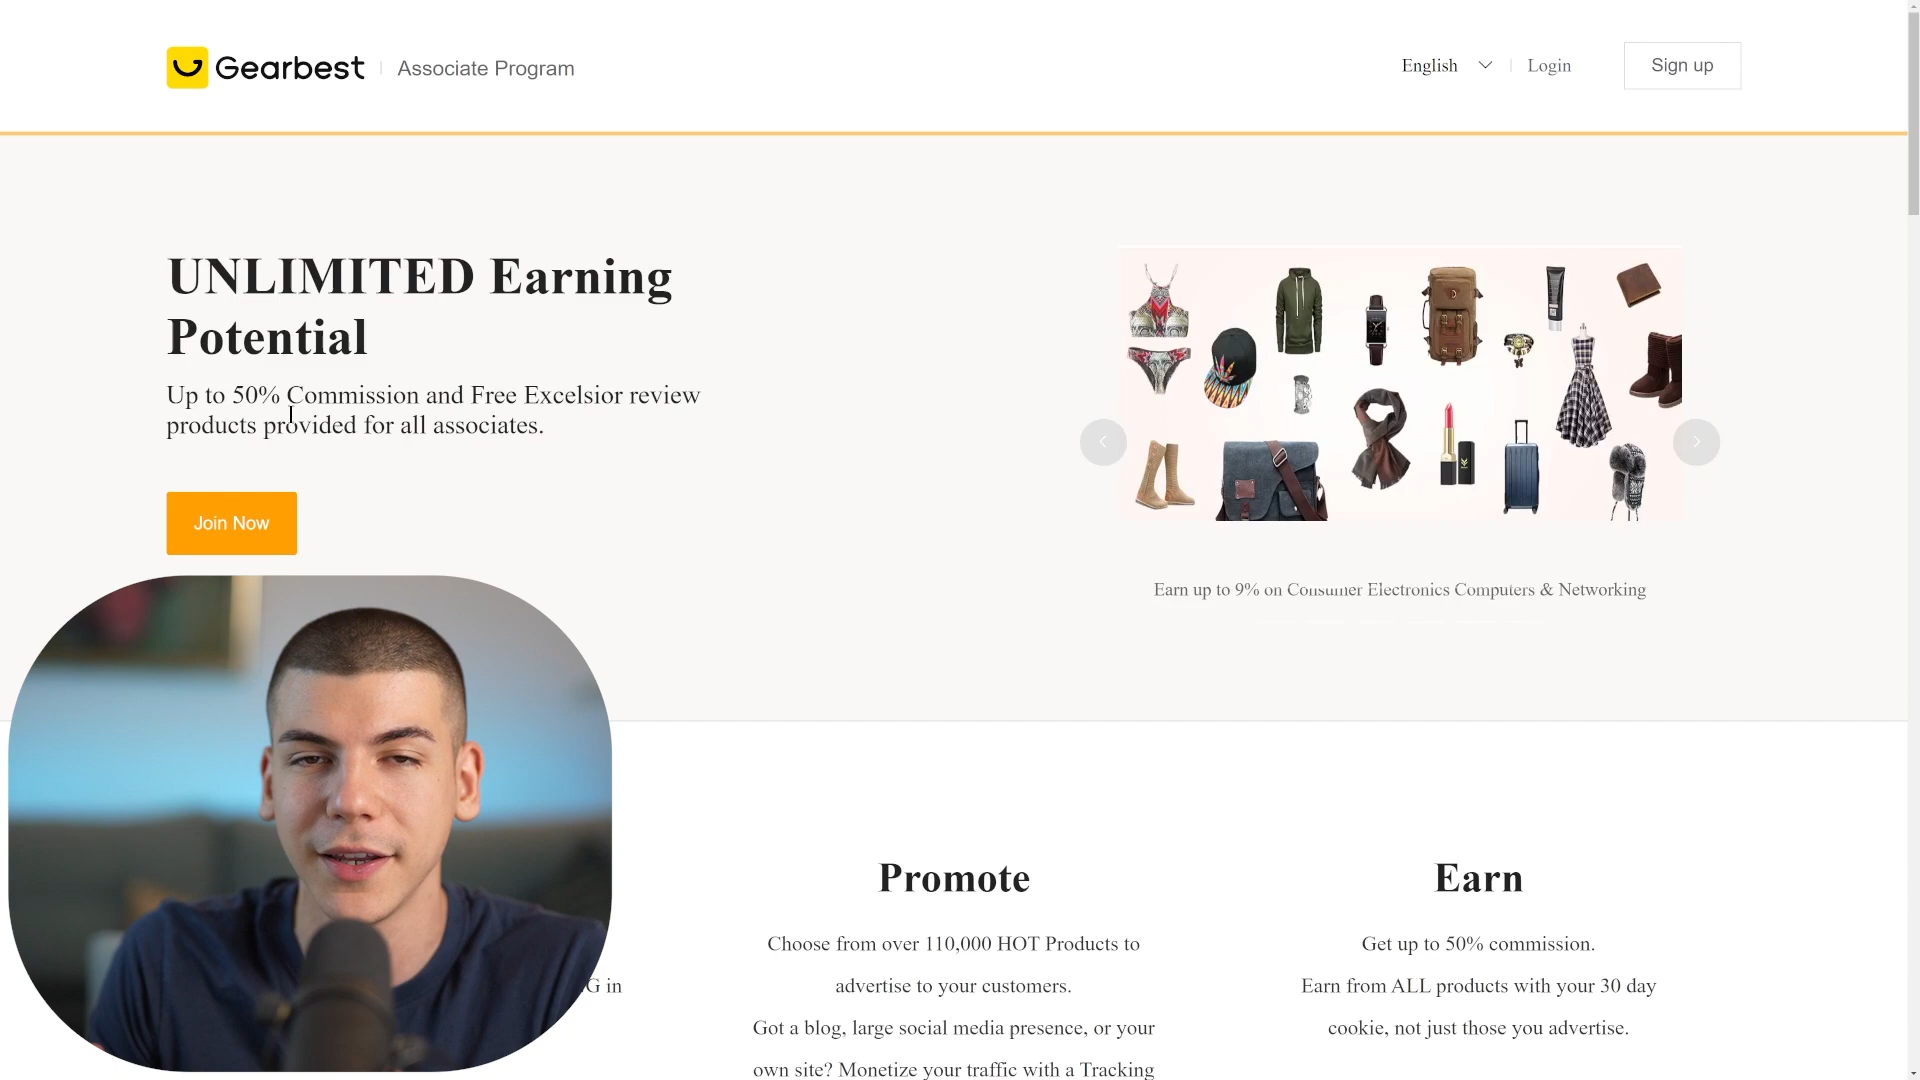 Gearbest | Associate Program
English
Login
Sign up
UNLIMITED Earning
Potential
Up to 50% Commission and Free Excelsior review
products provided for all associates.
Join Now
Earn up to 9% on Consumer Electronics Computers & Networking
Promote
Choose from over 110,000 HOT Products to
advertise to your customers.
Got a blog, large social media presence, or your
own site? Monetize your traffic with a Tracking
Earn
Get up to 50% commission.
Earn from ALL products with your 30 day
cookie, not just those you advertise.
in